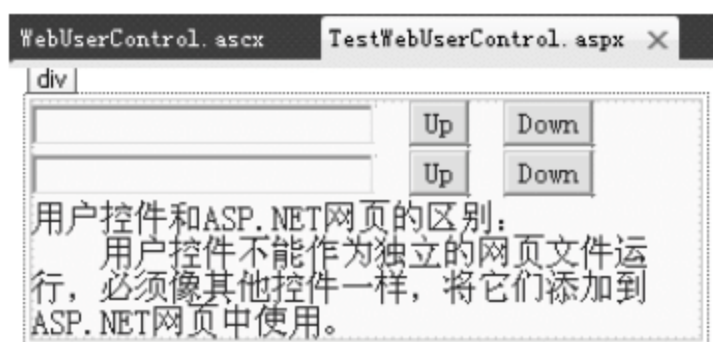 WebUserControl.ascx TestWebUserControl.aspx ×
div
Up Down
Up Down
用户控件和ASP.NET网页的区别:
用户控件不能作为独立的网页文件运
行，必须像其他控件一样，将它们添加到
ASP.NET网页中使用。